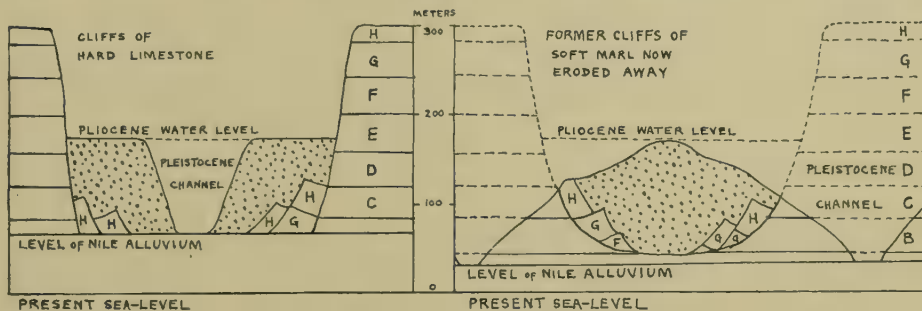 CLIFFS OF
HARD LIMESTONE
PLIOCENE WATER LEVEL
PLEISTOCENE
CHANNEL
H
G
F
E
D
C
H
H
H
G
H
LEVEL OF NILE ALLUVIUM
PRESENT SEA-LEVEL
METERS
300
200
100
0
FORMER CLIFFS OF
SOFT MARL NOW
ERODED AWAY
PLIOCENE WATER LEVEL
H
G
F
E
PLEISTOCENE D
CHANNEL C
B
H
G
F
G
G
H
LEVEL OF NILE ALLUVIUM
PRESENT SEA-LEVEL